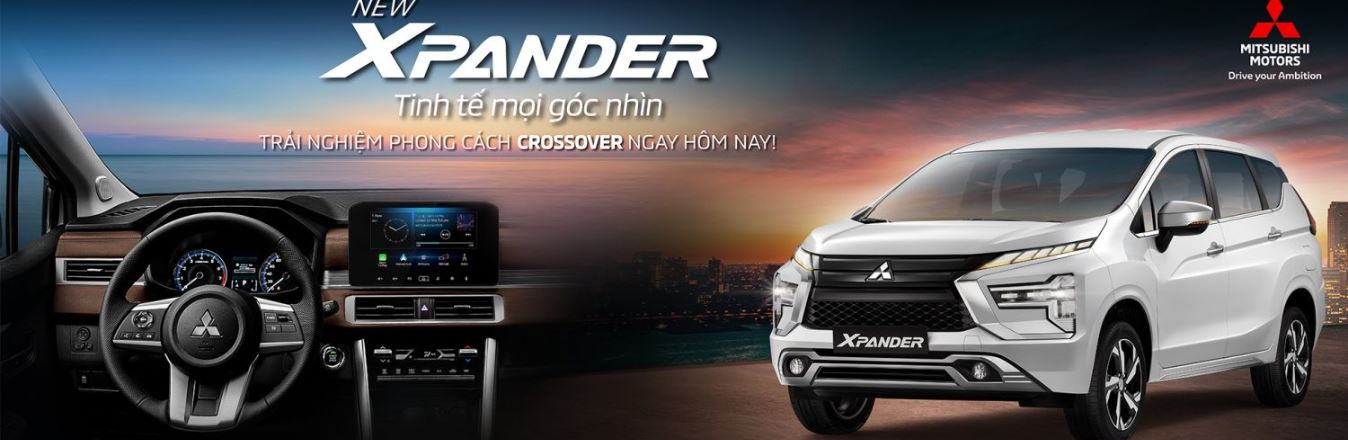 NEW
XPANDER
Tinh tế mọi góc nhìn
TRẢI NGHIỆM PHONG CÁCH CROSSOVER NGAY HÔM NAY!
MITSUBISHI
MOTORS
Drive your Ambition
XPANDER